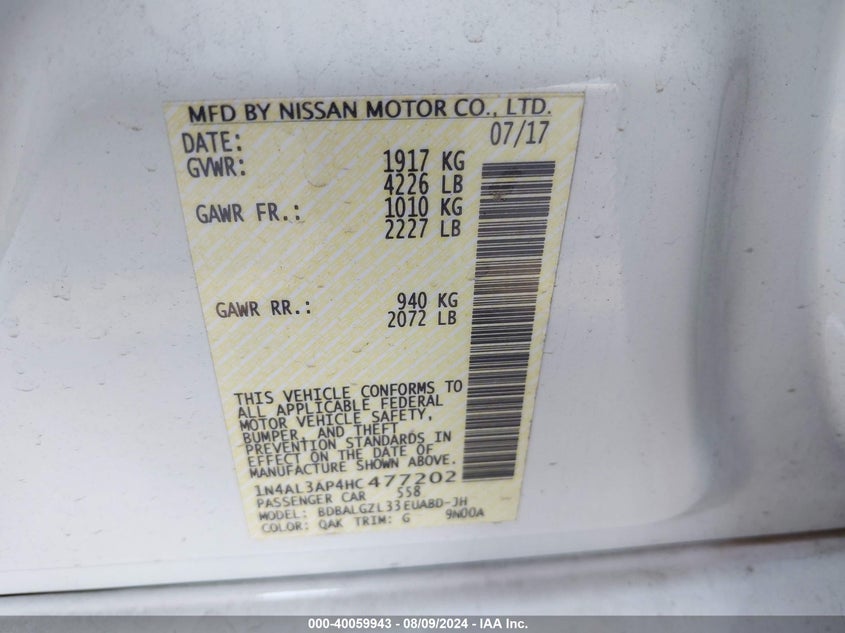 MFD BY NISSAN MOTOR CO., LTD.
DATE: 07/17
GVWR: 1917 KG
4226 LB
GAWR FR.: 1010 KG
2227 LB
GAWR RR.: 940 KG
2072 LB
THIS VEHICLE CONFORMS TO
ALL APPLICABLE FEDERAL
MOTOR VEHICLE SAFETY,
BUMPER, AND THEFT
PREVENTION STANDARDS IN
EFFECT ON THE DATE OF
MANUFACTURE SHOWN ABOVE.
1N4AL3AP4HC477202
PASSENGER CAR 558
MODEL: BDBALGZL33EUABD-JH
COLOR: QAK TRIM: G 9N00A
000-40059943 - 08/09/2024 - IAA Inc.